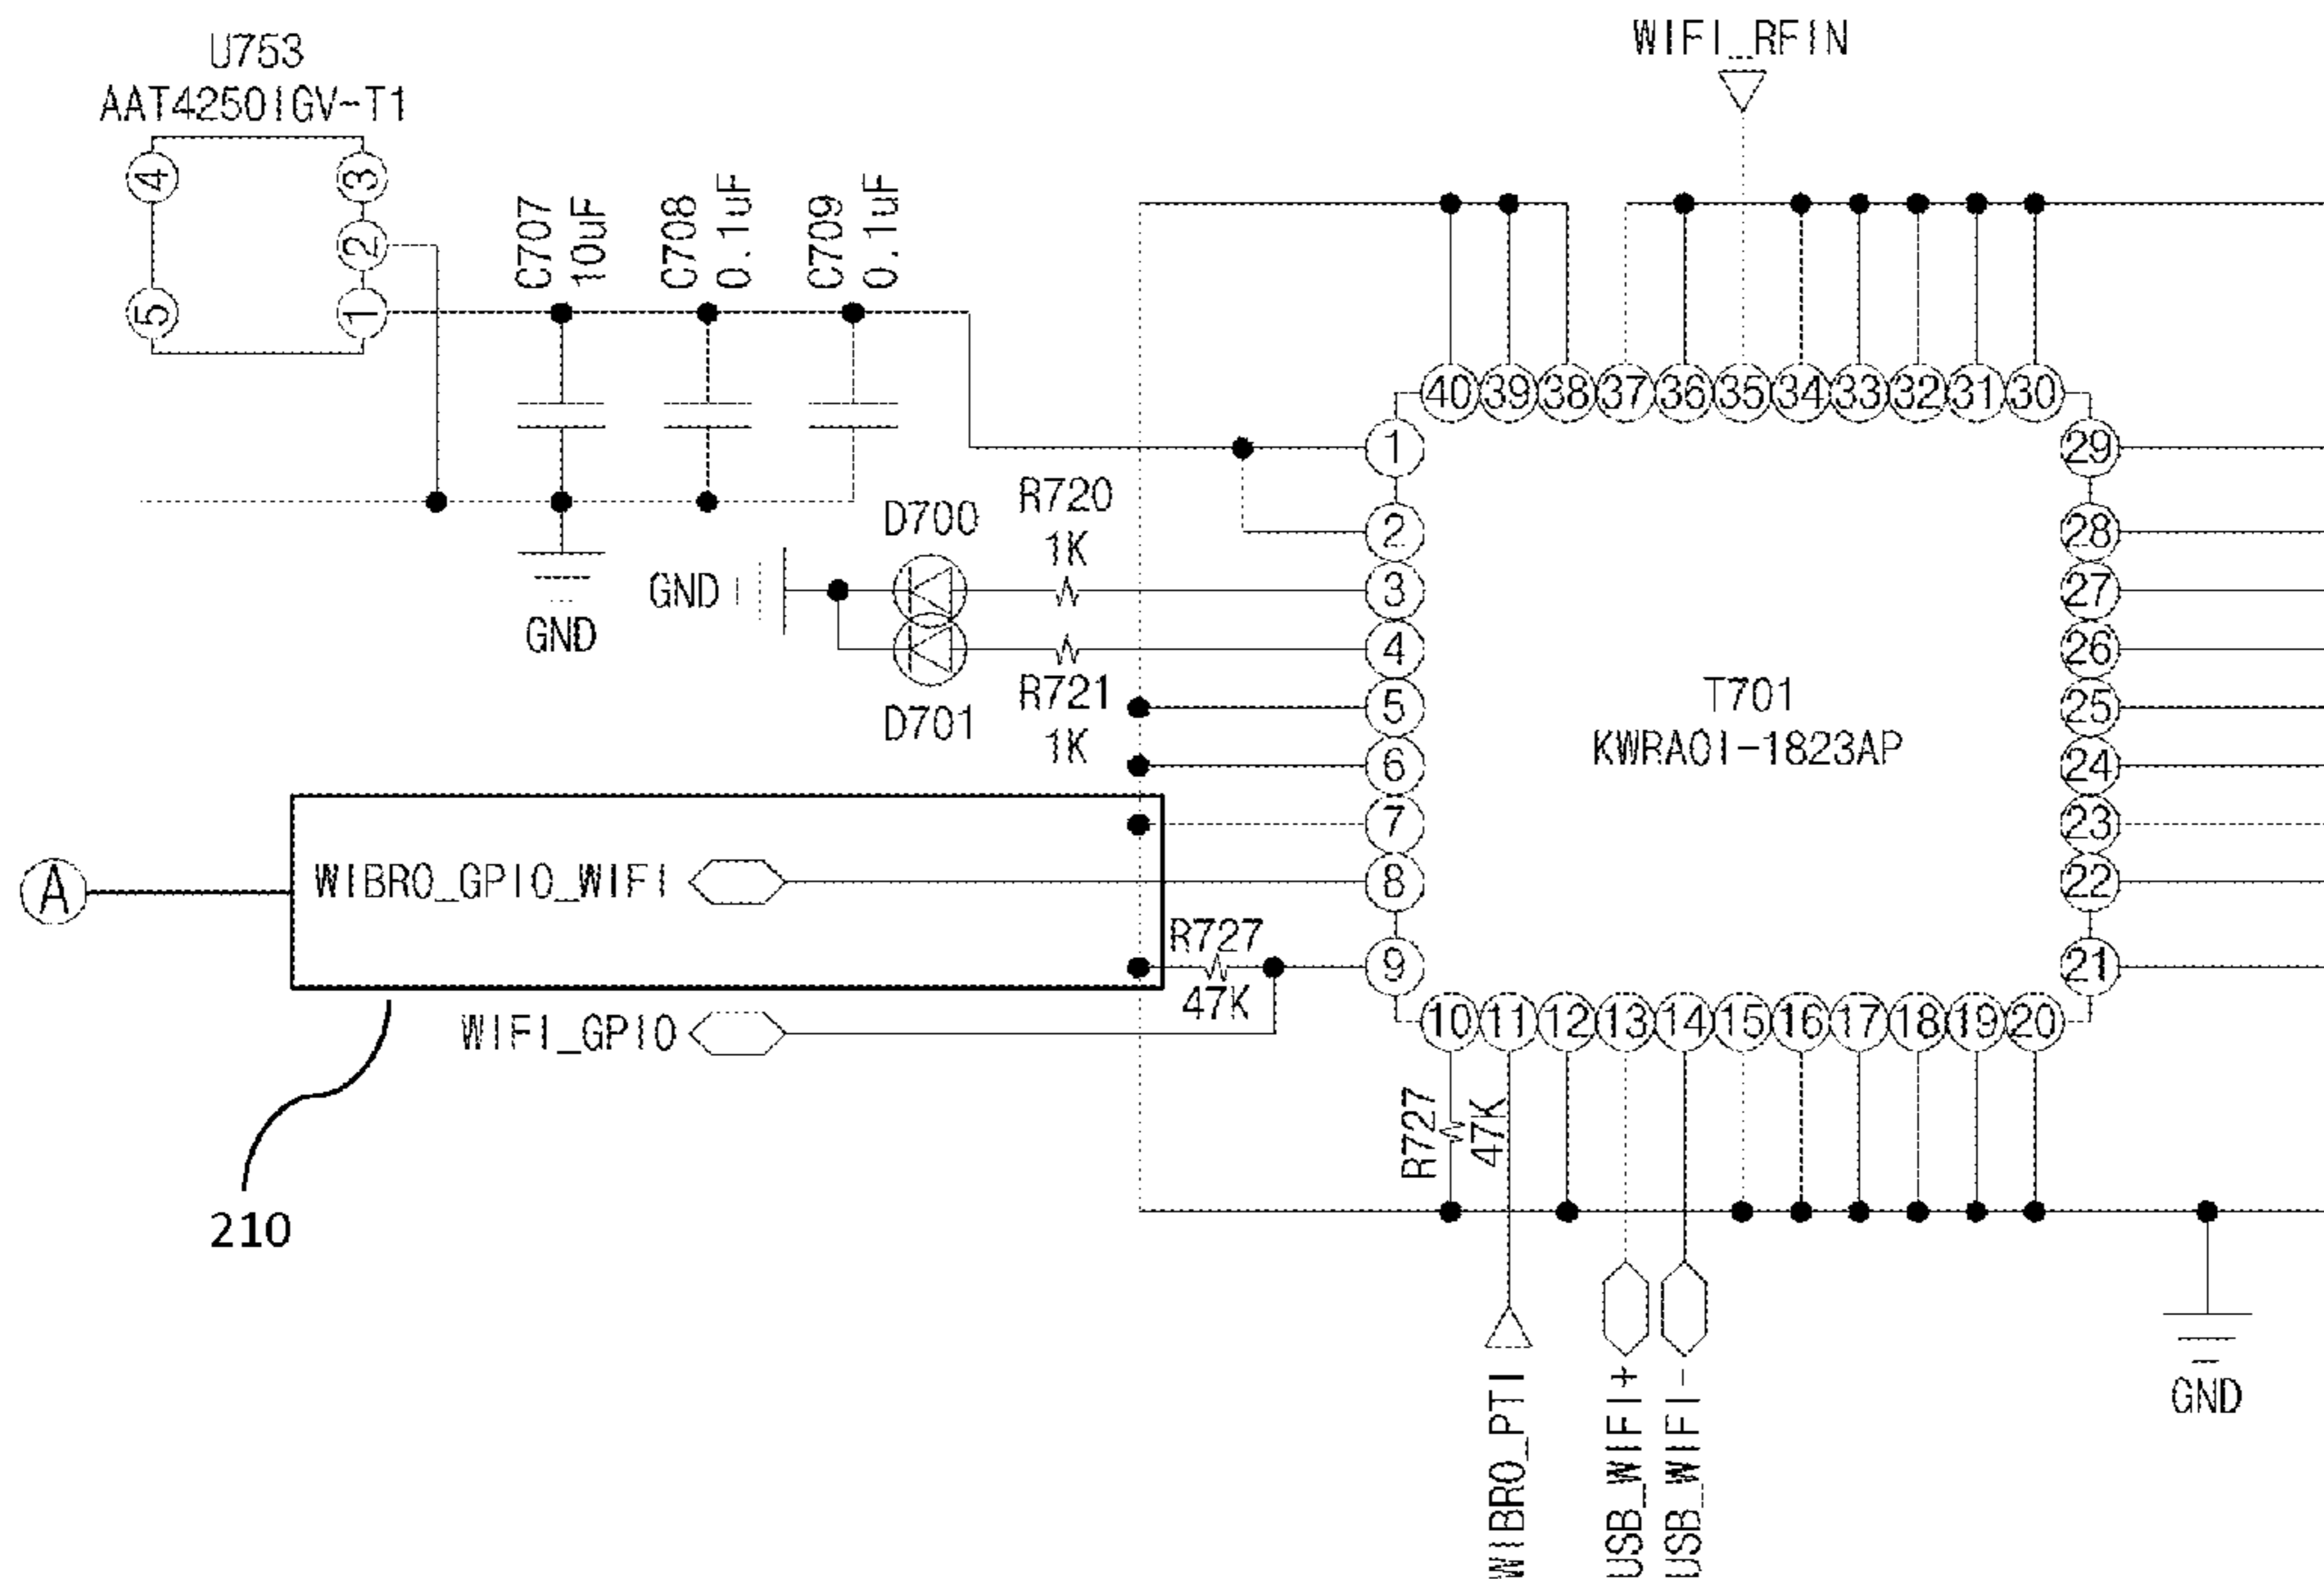 U753
AAT4250IGV-T1
4
3
2
5
1
C707
10uF
C708
0.1uF
C709
0.1uF
GND
WIFI_RFIN
40 39 38 37 36 35 34 33 32 31 30
1
2
3
4
5
6
7
8
9
29
28
27
26
25
24
23
22
21
10 11 12 13 14 15 16 17 18 19 20
D700
R720
1K
GND
D701
R721
1K
T701
KWRA01-1823AP
A
WIBRO_GPIO_WIFI
R727
47K
WIFI_GPIO
210
R727
47K
WIBRO_PTI
USB_WIFI+
USB_WIFI-
GND